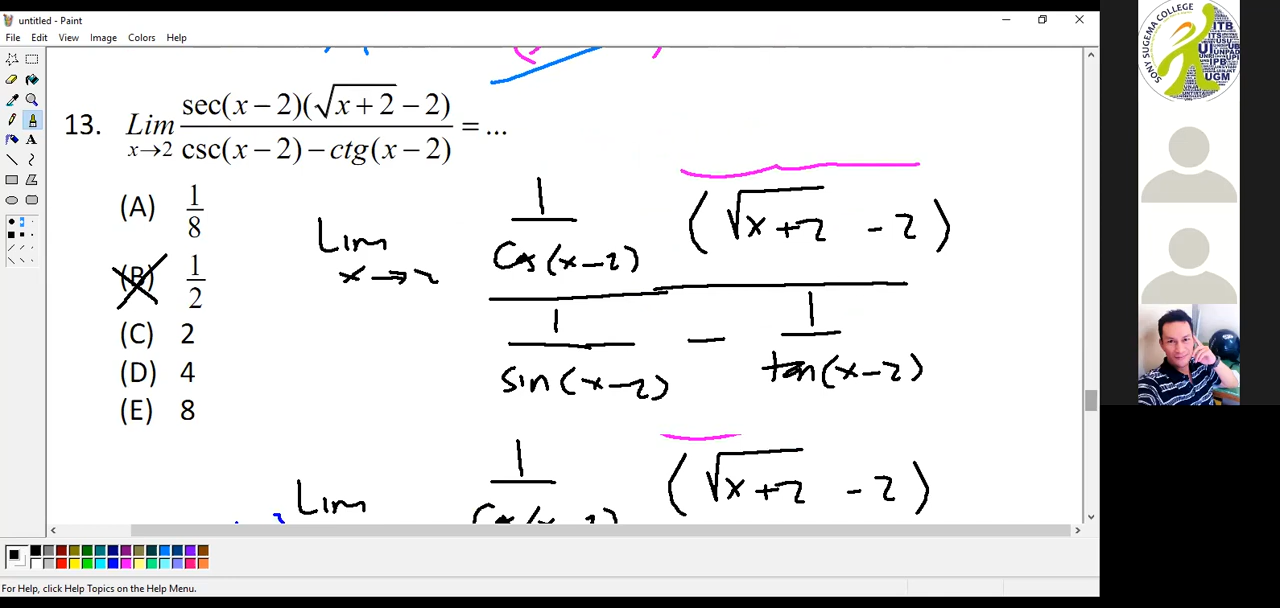 untitled - Paint
File Edit View Image Colors Help
13. Lim x→2 sec(x−2)(√x+2 −2) / csc(x−2)−ctg(x−2) = ...
(A) 1/8
(B) 1/2
(C) 2
(D) 4
(E) 8
Lim x→2
1 (√x+2 −2)
cos(x−2)
1 − 1
sin(x−2) tan(x−2)
Lim 1 (√x+2 −2)
For Help, click Help Topics on the Help Menu.
SONY SUGEMA COLLEGE
ITB
ITS
UI
UNPAD
IPB
UGM